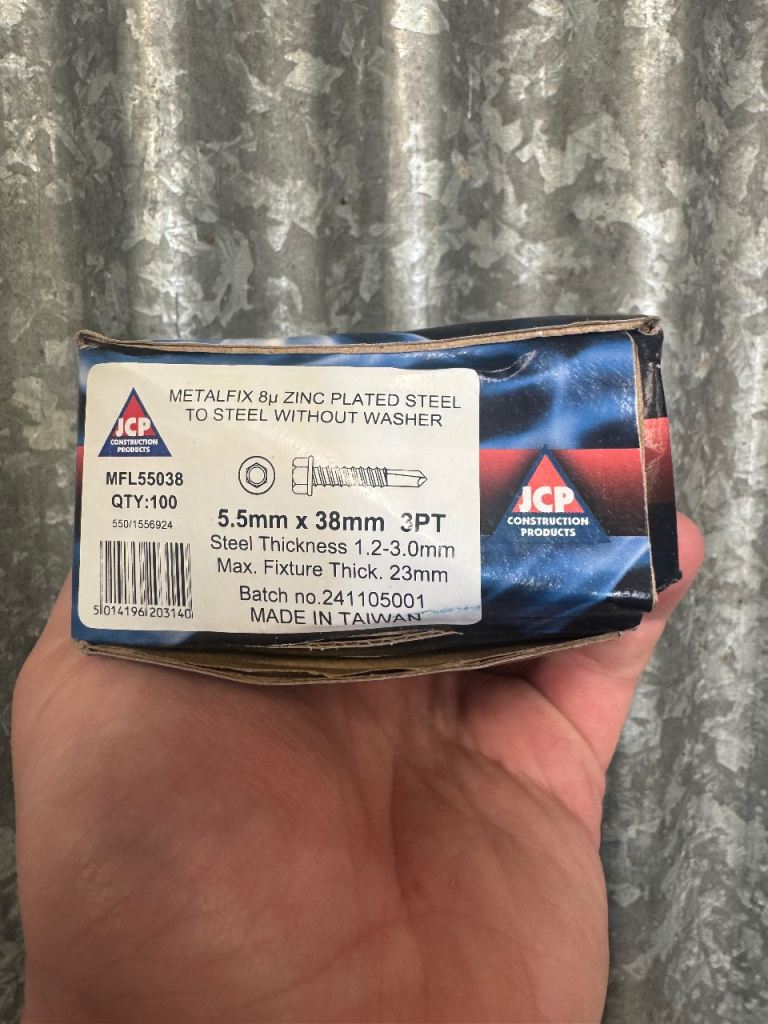 METALFIX 8µ ZINC PLATED STEEL
TO STEEL WITHOUT WASHER
JCP
CONSTRUCTION
PRODUCTS
MFL55038
QTY:100
550/1556924
5.5mm x 38mm 3PT
Steel Thickness 1.2-3.0mm
Max. Fixture Thick. 23mm
Batch no.241105001
MADE IN TAIWAN
5 014196 203140
JCP
CONSTRUCTION
PRODUCTS